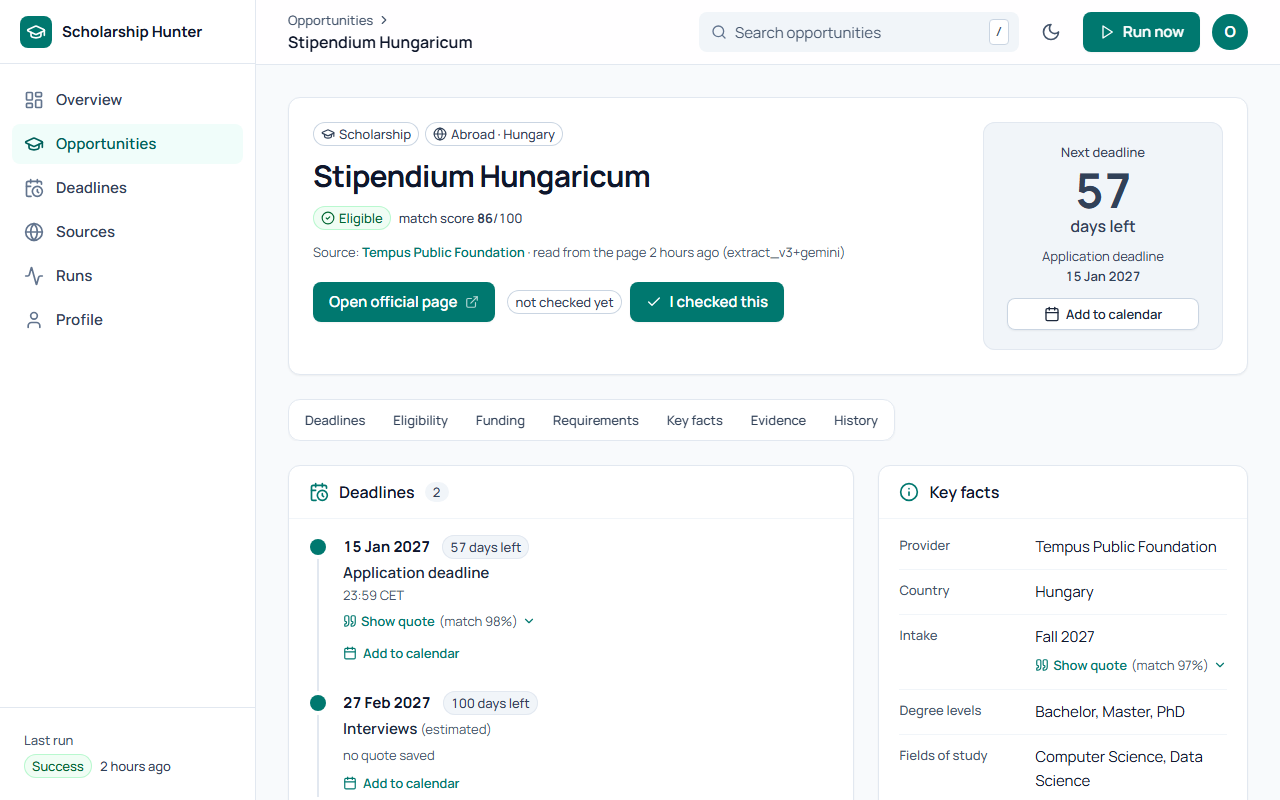 Scholarship Hunter
Overview
Opportunities
Deadlines
Sources
Runs
Profile
Last run
Success 2 hours ago
Opportunities
Stipendium Hungaricum
Search opportunities /
Run now
O
Scholarship
Abroad · Hungary
Stipendium Hungaricum
Eligible match score 86/100
Source: Tempus Public Foundation · read from the page 2 hours ago (extract_v3+gemini)
Open official page
not checked yet
I checked this
Next deadline
57
days left
Application deadline
15 Jan 2027
Add to calendar
Deadlines Eligibility Funding Requirements Key facts Evidence History
Deadlines 2
15 Jan 2027 57 days left
Application deadline
23:59 CET
Show quote (match 98%)
Add to calendar
27 Feb 2027 100 days left
Interviews (estimated)
no quote saved
Add to calendar
Key facts
Provider Tempus Public Foundation
Country Hungary
Intake Fall 2027
Show quote (match 97%)
Degree levels Bachelor, Master, PhD
Fields of study Computer Science, Data
Science